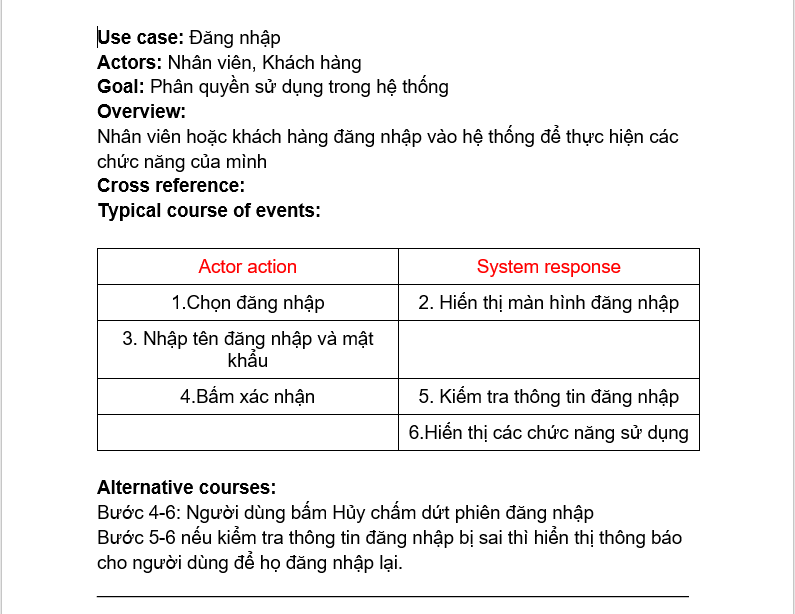 Use case: Đăng nhập
Actors: Nhân viên, Khách hàng
Goal: Phân quyền sử dụng trong hệ thống
Overview:
Nhân viên hoặc khách hàng đăng nhập vào hệ thống để thực hiện các
chức năng của mình
Cross reference:
Typical course of events:
Actor action
System response
1.Chọn đăng nhập
2. Hiển thị màn hình đăng nhập
3. Nhập tên đăng nhập và mật
khẩu
4.Bấm xác nhận
5. Kiểm tra thông tin đăng nhập
6.Hiển thị các chức năng sử dụng
Alternative courses:
Bước 4-6: Người dùng bấm Hủy chấm dứt phiên đăng nhập
Bước 5-6 nếu kiểm tra thông tin đăng nhập bị sai thì hiển thị thông báo
cho người dùng để họ đăng nhập lại.